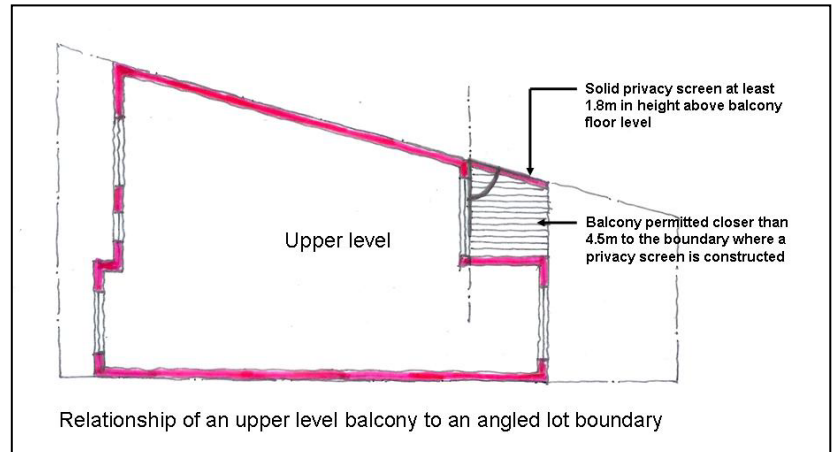 Solid privacy screen at least
1.8m in height above balcony
floor level
Upper level
Balcony permitted closer than
4.5m to the boundary where a
privacy screen is constructed
Relationship of an upper level balcony to an angled lot boundary